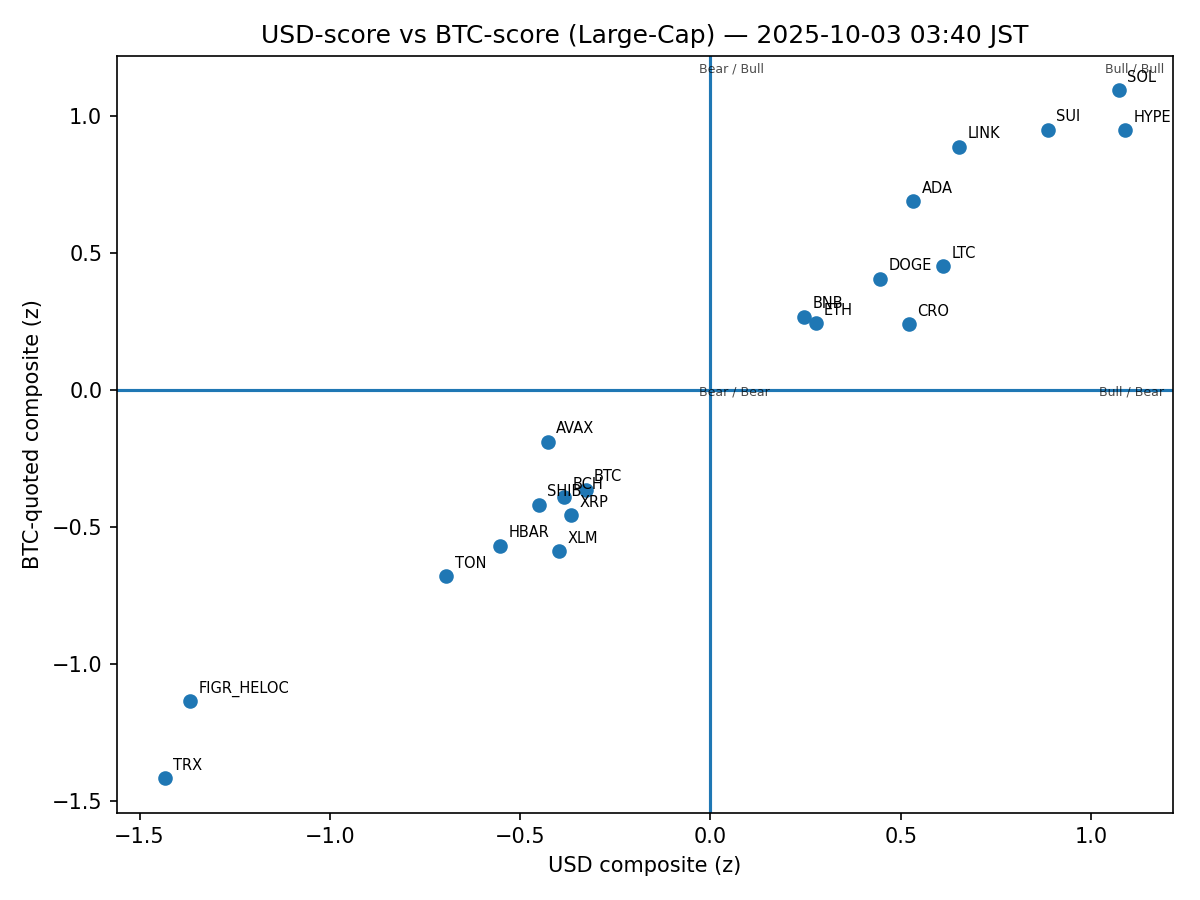 USD-score vs BTC-score (Large-Cap) — 2025-10-03 03:40 JST
Bear / Bull
Bull / Bull
SOL
SUI
HYPE
LINK
ADA
LTC
DOGE
BNB
ETH
CRO
Bear / Bear
Bull / Bear
AVAX
BTC
BCH
SHIB
XRP
HBAR
XLM
TON
FIGR_HELOC
TRX
1.0
0.5
0.0
−0.5
−1.0
−1.5
BTC-quoted composite (z)
−1.5
−1.0
−0.5
0.0
0.5
1.0
USD composite (z)